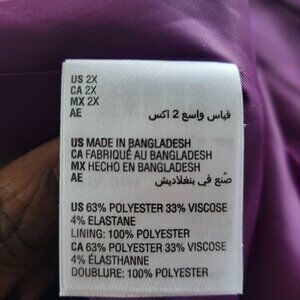 US 2X
CA 2X
MX 2X
AE قياس واسع 2 اكس
US MADE IN BANGLADESH
CA FABRIQUÉ AU BANGLADESH
MX HECHO EN BANGLADESH
AE صُنع في بنغلاديش
US 63% POLYESTER 33% VISCOSE
4% ELASTANE
LINING: 100% POLYESTER
CA 63% POLYESTER 33% VISCOSE
4% ÉLASTHANNE
DOUBLURE: 100% POLYESTER